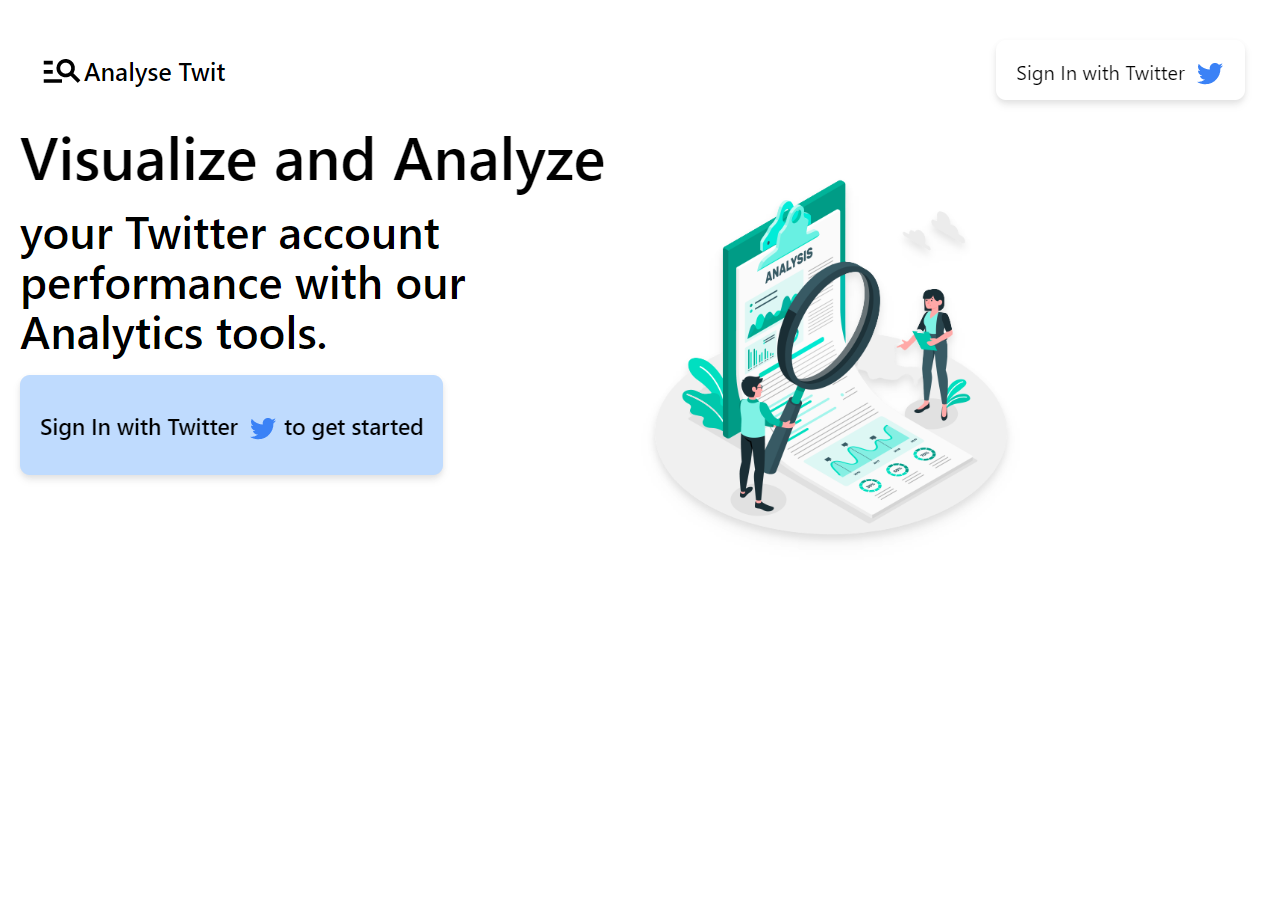 Analyse Twit
Sign In with Twitter
Visualize and Analyze
your Twitter account
performance with our
Analytics tools.
Sign In with Twitter to get started
ANALYSIS